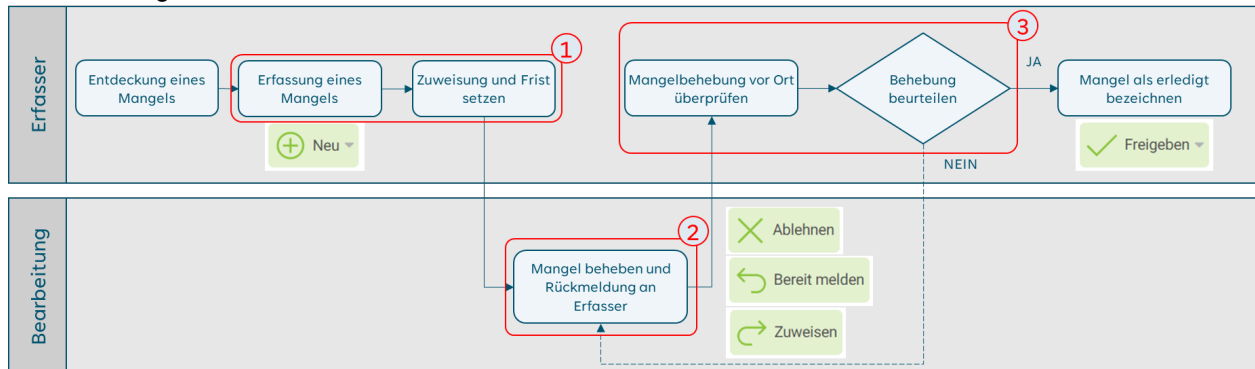 Erfasser
Entdeckung eines
Mangels
1
Erfassung eines
Mangels
Zuweisung und Frist
setzen
Neu
3
Mangelbehebung vor Ort
überprüfen
Behebung
beurteilen
JA
NEIN
Mangel als erledigt
bezeichnen
Freigeben
Bearbeitung
2
Mangel beheben und
Rückmeldung an
Erfasser
Ablehnen
Bereit melden
Zuweisen